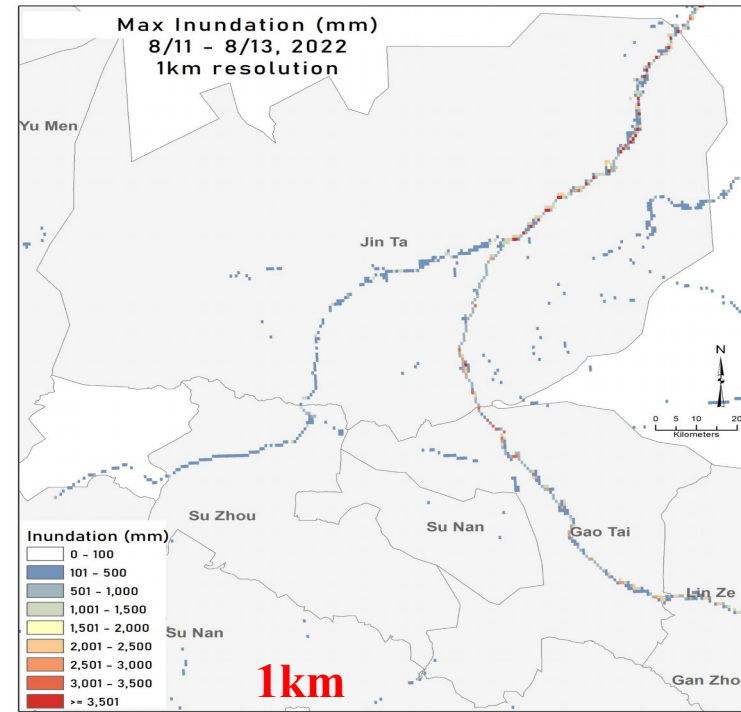 Max Inundation (mm)
8/11 - 8/13, 2022
1km resolution
Yu Men
Jin Ta
N
0 5 10 20
Kilometers
Su Zhou
Su Nan
Gao Tai
Lin Ze
Su Nan
Gan Zho
Inundation (mm)
0 - 100
101 - 500
501 - 1,000
1,001 - 1,500
1,501 - 2,000
2,001 - 2,500
2,501 - 3,000
3,001 - 3,500
>= 3,501
1km